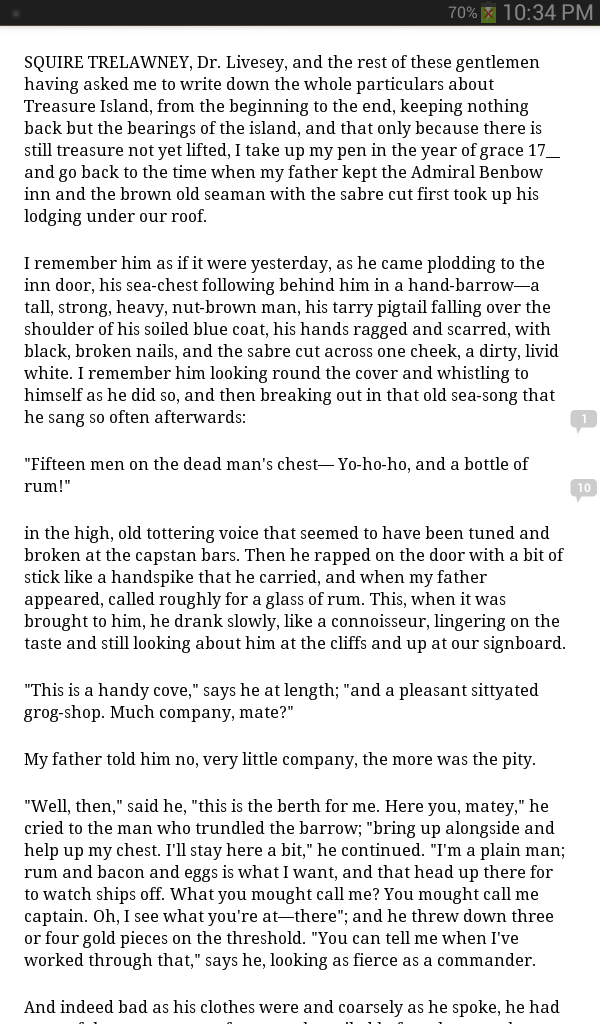 70% 10:34 PM
SQUIRE TRELAWNEY, Dr. Livesey, and the rest of these gentlemen
having asked me to write down the whole particulars about
Treasure Island, from the beginning to the end, keeping nothing
back but the bearings of the island, and that only because there is
still treasure not yet lifted, I take up my pen in the year of grace 17__
and go back to the time when my father kept the Admiral Benbow
inn and the brown old seaman with the sabre cut first took up his
lodging under our roof.
I remember him as if it were yesterday, as he came plodding to the
inn door, his sea-chest following behind him in a hand-barrow—a
tall, strong, heavy, nut-brown man, his tarry pigtail falling over the
shoulder of his soiled blue coat, his hands ragged and scarred, with
black, broken nails, and the sabre cut across one cheek, a dirty, livid
white. I remember him looking round the cover and whistling to
himself as he did so, and then breaking out in that old sea-song that
he sang so often afterwards:
1
"Fifteen men on the dead man's chest— Yo-ho-ho, and a bottle of
rum!"
10
in the high, old tottering voice that seemed to have been tuned and
broken at the capstan bars. Then he rapped on the door with a bit of
stick like a handspike that he carried, and when my father
appeared, called roughly for a glass of rum. This, when it was
brought to him, he drank slowly, like a connoisseur, lingering on the
taste and still looking about him at the cliffs and up at our signboard.
"This is a handy cove," says he at length; "and a pleasant sittyated
grog-shop. Much company, mate?"
My father told him no, very little company, the more was the pity.
"Well, then," said he, "this is the berth for me. Here you, matey," he
cried to the man who trundled the barrow; "bring up alongside and
help up my chest. I'll stay here a bit," he continued. "I'm a plain man;
rum and bacon and eggs is what I want, and that head up there for
to watch ships off. What you mought call me? You mought call me
captain. Oh, I see what you're at—there"; and he threw down three
or four gold pieces on the threshold. "You can tell me when I've
worked through that," says he, looking as fierce as a commander.
And indeed bad as his clothes were and coarsely as he spoke, he had